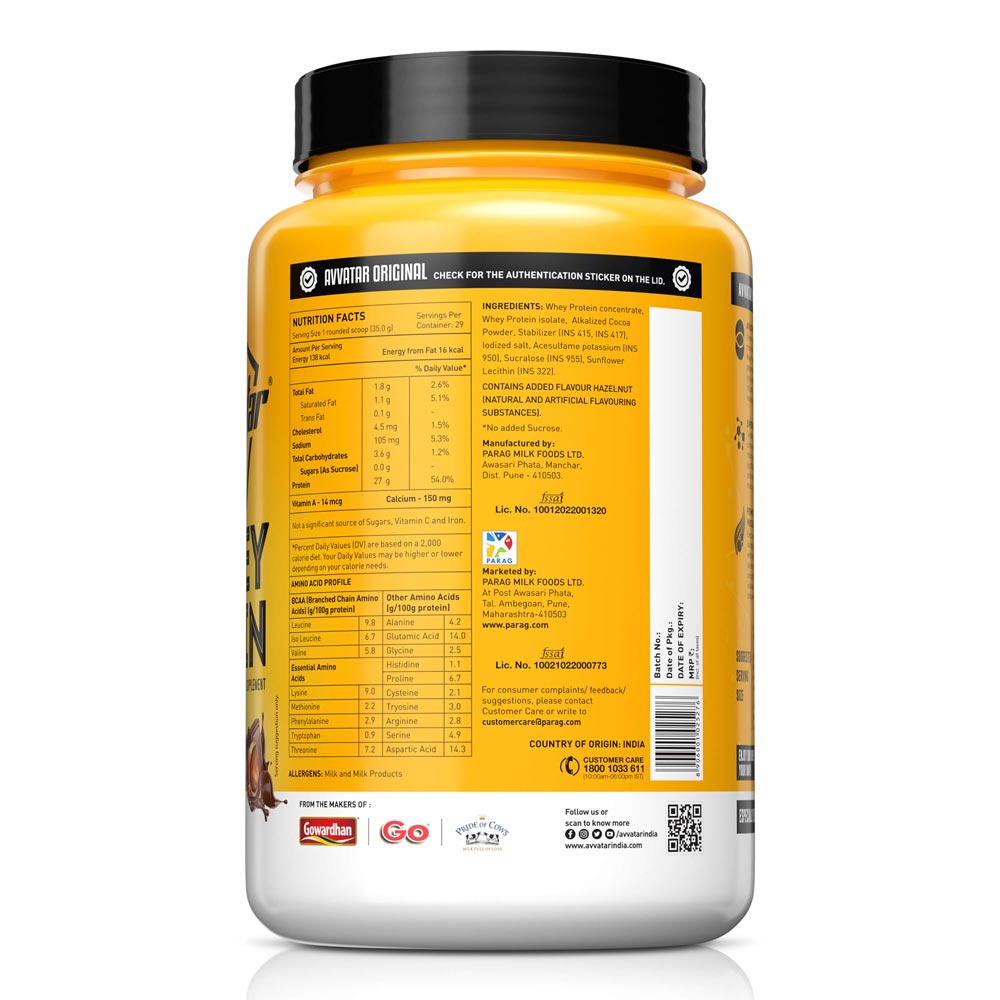 AVVATAR ORIGINAL CHECK FOR THE AUTHENTICATION STICKER ON THE LID.
NUTRITION FACTS
Serving Size 1 rounded scoop (35.0 g)
Servings Per
Container: 29
Amount Per Serving
Energy 138 kcal
Energy from Fat 16 kcal
% Daily Value*
Total Fat 1.8 g 2.6%
Saturated Fat 1.1 g 5.1%
Trans Fat 0.1 g -
Cholesterol 4.5 mg 1.5%
Sodium 105 mg 5.3%
Total Carbohydrates 3.6 g 1.2%
Sugars (As Sucrose) 0.0 g -
Protein 27 g 54.0%
Vitamin A - 14 mcg Calcium - 150 mg
Not a significant source of Sugars, Vitamin C and Iron.
*Percent Daily Values (DV) are based on a 2,000
calorie diet. Your Daily Values may be higher or lower
depending on your calorie needs.
AMINO ACID PROFILE
BCAA (Branched Chain Amino
Acids) (g/100g protein)
Leucine 9.8
Iso Leucine 6.7
Valine 5.8
Essential Amino
Acids
Lysine 9.0
Methionine 2.2
Phenylalanine 2.9
Tryptophan 0.9
Threonine 7.2
Other Amino Acids
(g/100g protein)
Alanine 4.2
Glutamic Acid 14.0
Glycine 2.5
Histidine 1.1
Proline 6.7
Cysteine 2.1
Tryosine 3.0
Arginine 2.8
Serine 4.9
Aspartic Acid 14.3
ALLERGENS: Milk and Milk Products
INGREDIENTS: Whey Protein concentrate,
Whey Protein isolate, Alkalized Cocoa
Powder, Stabilizer (INS 415, INS 417),
Iodized salt, Acesulfame potassium (INS
950), Sucralose (INS 955), Sunflower
Lecithin (INS 322).
CONTAINS ADDED FLAVOUR HAZELNUT
(NATURAL AND ARTIFICIAL FLAVOURING
SUBSTANCES).
*No added Sucrose.
Manufactured by:
PARAG MILK FOODS LTD.
Awasari Phata, Manchar,
Dist. Pune - 410503.
fssai
Lic. No. 10012022001320
PARAG
Marketed by:
PARAG MILK FOODS LTD.
At Post Awasari Phata,
Tal. Ambegoan, Pune,
Maharashtra-410503
www.parag.com
fssai
Lic. No. 10021022000773
For consumer complaints/ feedback/
suggestions, please contact
Customer Care or write to
customercare@parag.com
COUNTRY OF ORIGIN: INDIA
CUSTOMER CARE
1800 1033 611
(10:00am-06:00pm IST)
Batch No.:
Date of Pkg.:
DATE OF EXPIRY:
MRP ₹:
(Incl. of all taxes)
Serving suggestion only.
FROM THE MAKERS OF :
Gowardhan
Go
PRIDE OF COWS
MILK FULL OF LOVE
Follow us or
scan to know more
/avvatarindia
www.avvatarindia.com